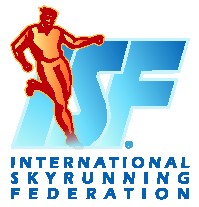 ISF®
INTERNATIONAL
SKYRUNNING
FEDERATION